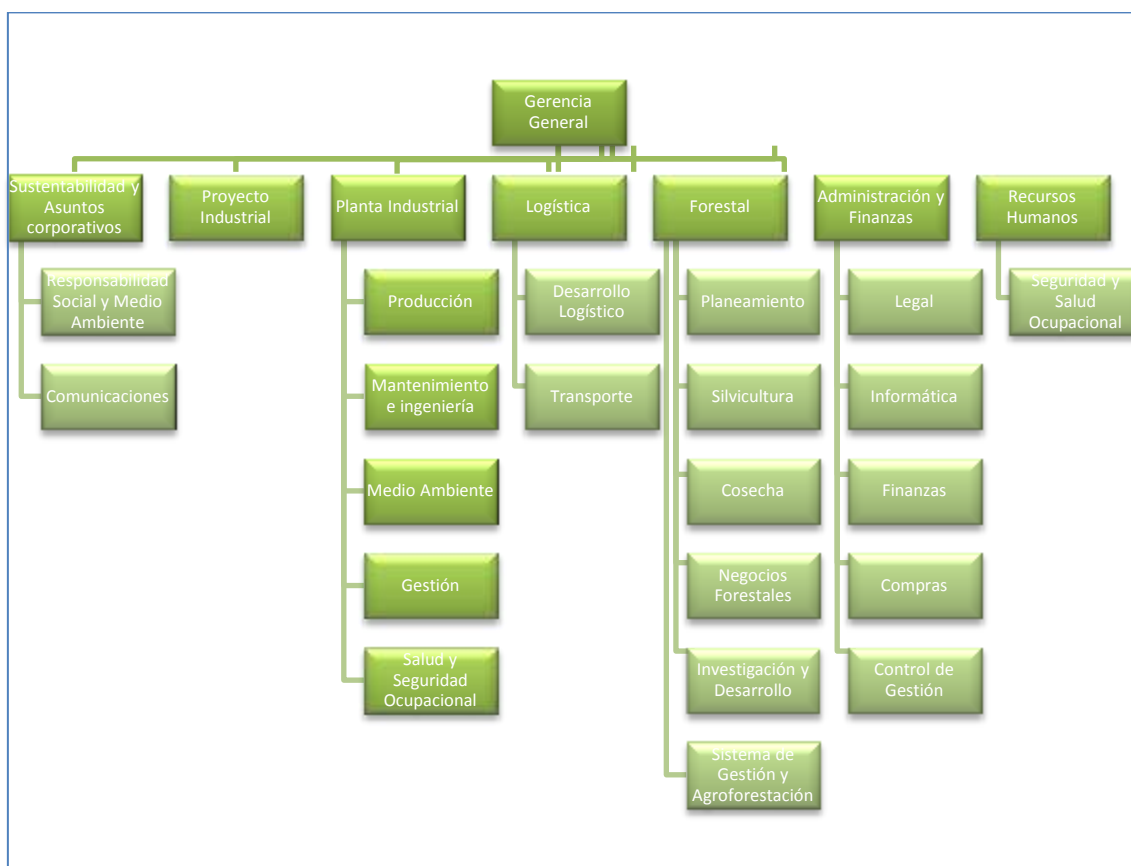 Gerencia
General
Sustentabilidad y
Asuntos
corporativos
Proyecto
Industrial
Planta Industrial
Logística
Forestal
Administración y
Finanzas
Recursos
Humanos
Responsabilidad
Social y Medio
Ambiente
Comunicaciones
Producción
Mantenimiento
e ingeniería
Medio Ambiente
Gestión
Salud y
Seguridad
Ocupacional
Desarrollo
Logístico
Transporte
Planeamiento
Silvicultura
Cosecha
Negocios
Forestales
Investigación y
Desarrollo
Sistema de
Gestión y
Agroforestación
Legal
Informática
Finanzas
Compras
Control de
Gestión
Seguridad y
Salud
Ocupacional